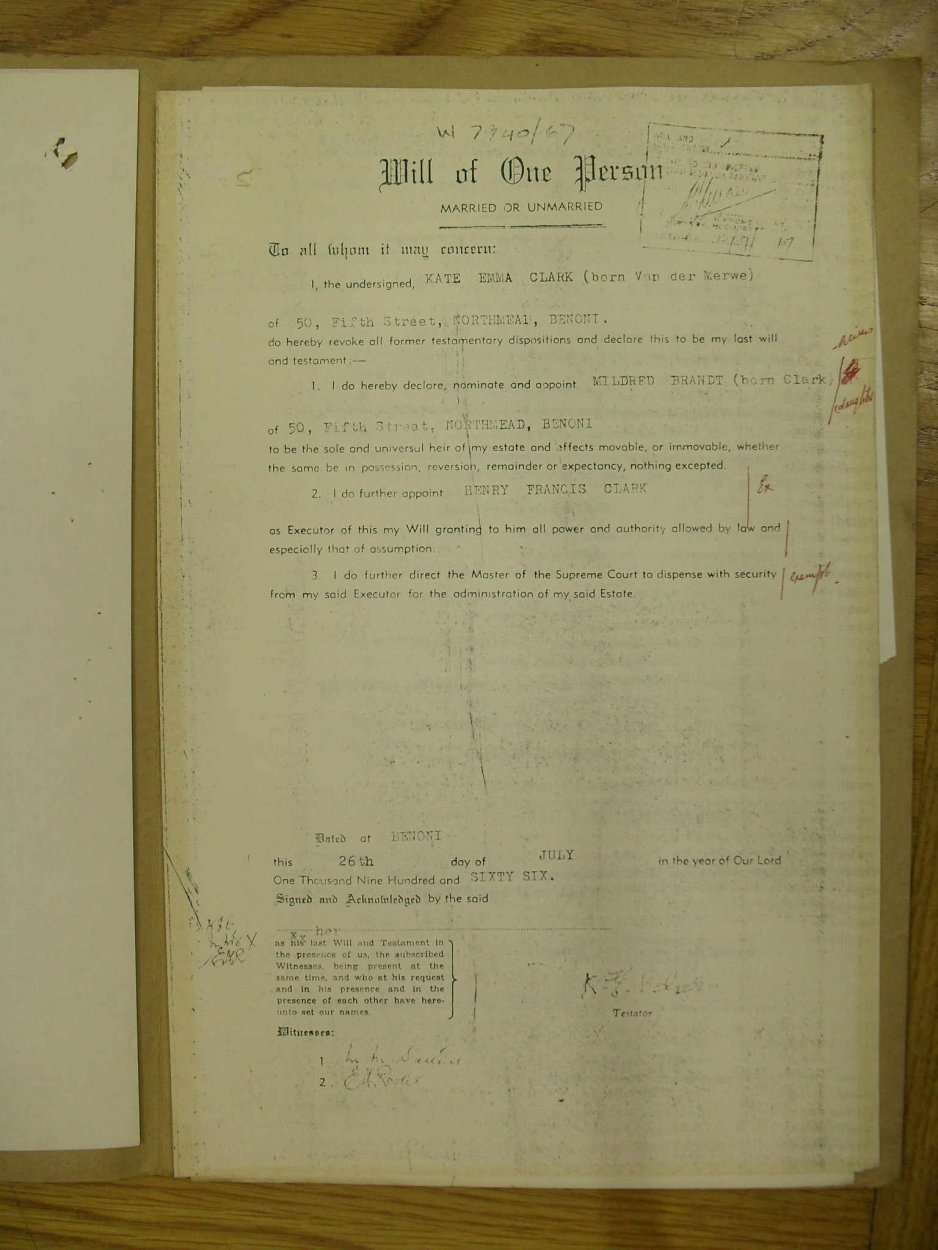 W 7740/67
WILL AND
Will of One Person
MARRIED OR UNMARRIED
To all whom it may concern:
I, the undersigned, KATE EMMA CLARK (born Van der Merwe)
of 50, Fifth Street, NORTHMEAD, BENONI.
do hereby revoke all former testamentary dispositions and declare this to be my last will
and testament:—
1. I do hereby declare, nominate and appoint MILDRED BRANDT (born Clark)
daughter
of 50, Fifth Street, NORTHMEAD, BENONI
to be the sole and universul heir of my estate and effects movable, or immovable, whether
the same be in possession, reversion, remainder or expectancy, nothing excepted.
2. I do further appoint HENRY FRANCIS CLARK
Ex
as Executor of this my Will granting to him all power and authority allowed by law and
especially that of assumption.
3. I do further direct the Master of the Supreme Court to dispense with security
exempt.
from my said Executor for the administration of my said Estate.
Dated at BENONI
this 26th day of JULY in the year of Our Lord
One Thousand Nine Hundred and SIXTY SIX.
Signed and Acknowledged by the said
her
as his last Will and Testament in
the presence of us, the subscribed
Witnesses, being present at the
same time, and who at his request
and in his presence and in the
presence of each other have here-
unto set our names.
Testator
Witnesses:
1
2.